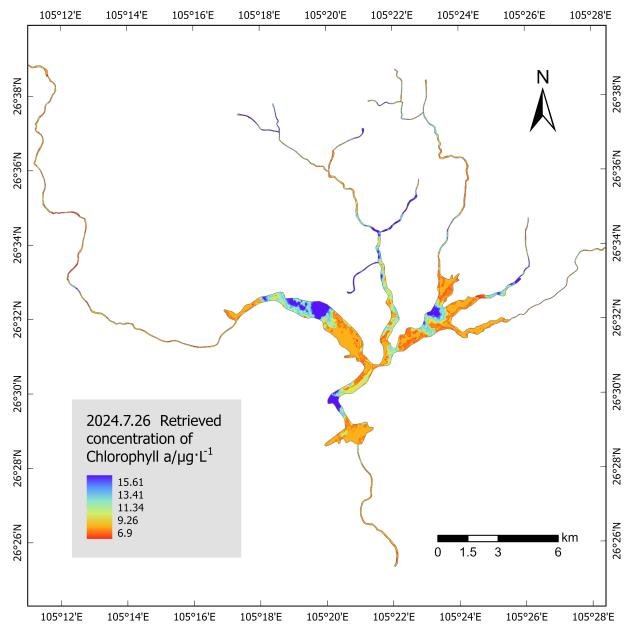 105°12'E 105°14'E 105°16'E 105°18'E 105°20'E 105°22'E 105°24'E 105°26'E 105°28'E
26°38'N 26°38'N
N
26°36'N 26°36'N
26°34'N 26°34'N
26°32'N 26°32'N
26°30'N 26°30'N
2024.7.26 Retrieved
concentration of
Chlorophyll a/μg·L-1
15.61
13.41
11.34
9.26
6.9
26°28'N 26°28'N
26°26'N 26°26'N
km
0 1.5 3 6
105°12'E 105°14'E 105°16'E 105°18'E 105°20'E 105°22'E 105°24'E 105°26'E 105°28'E